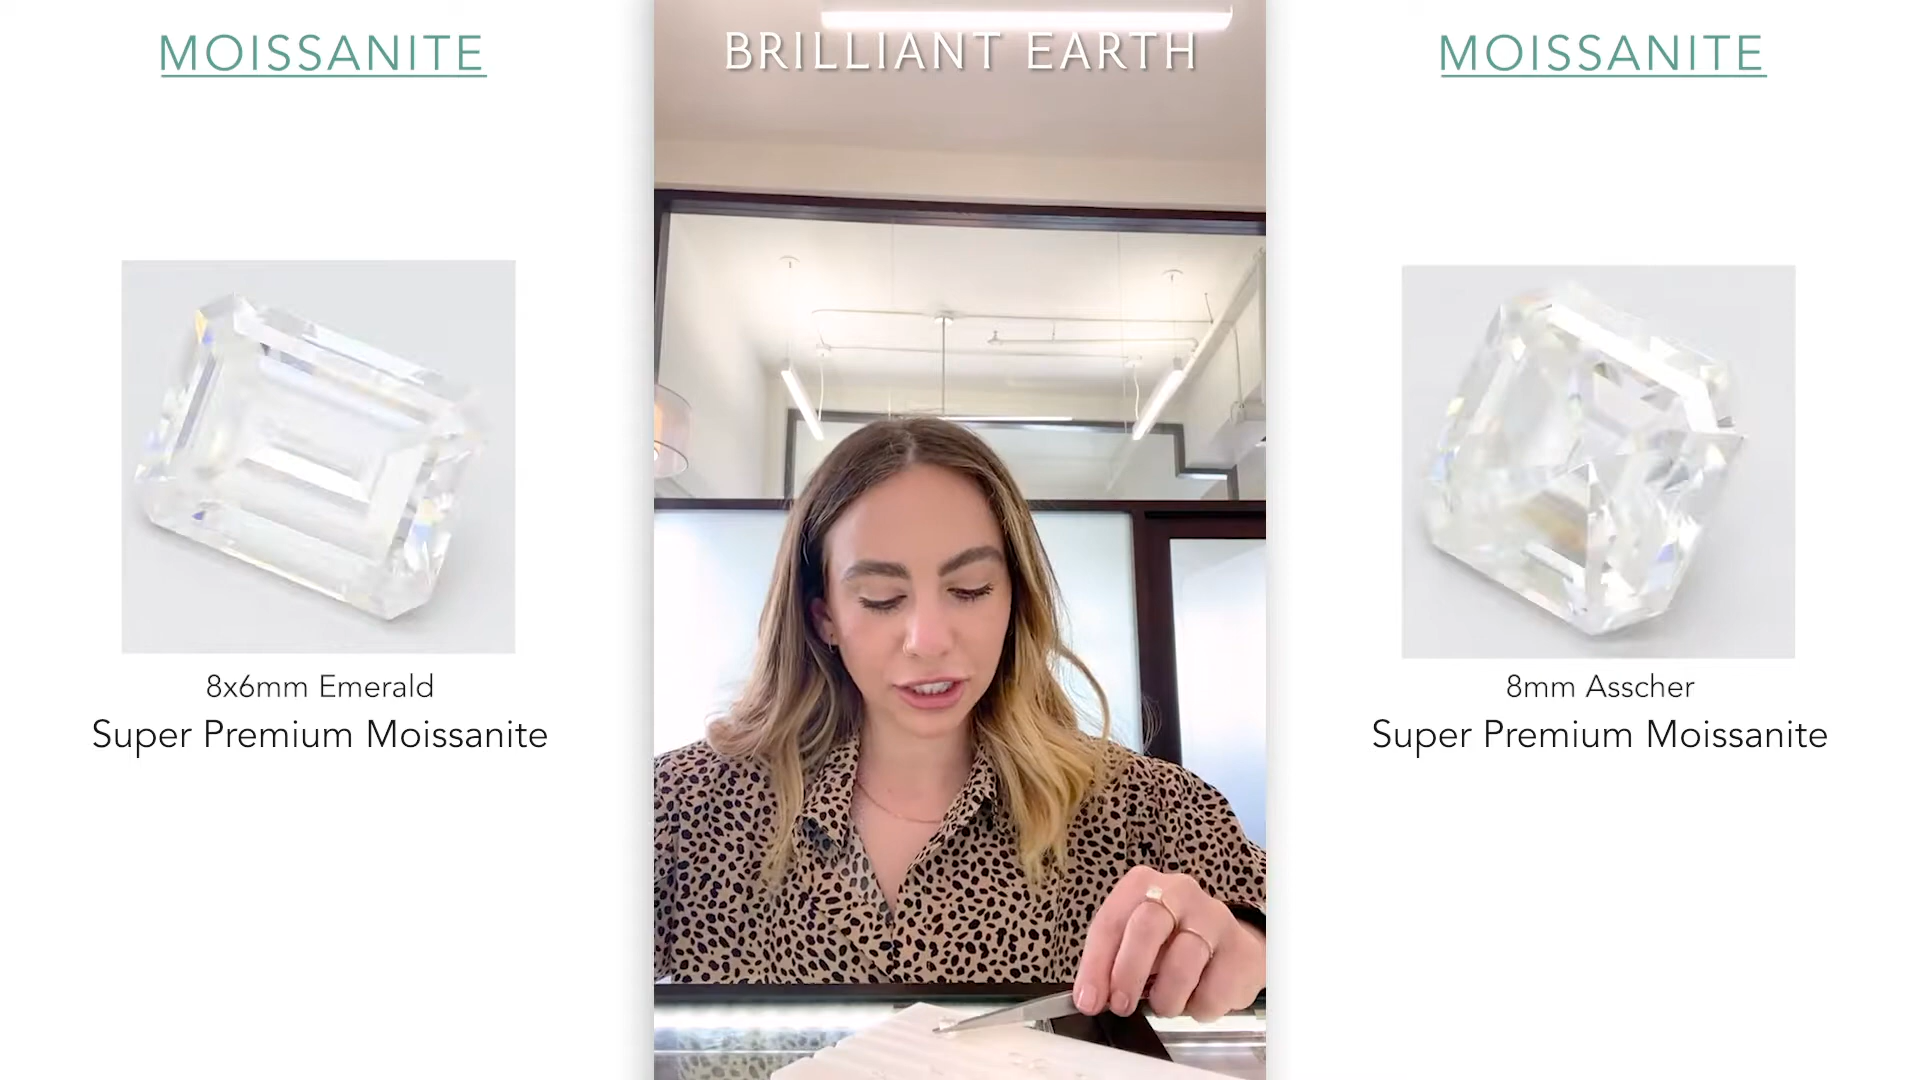 MOISSANITE
8x6mm Emerald
Super Premium Moissanite
BRILLIANT EARTH
MOISSANITE
8mm Asscher
Super Premium Moissanite